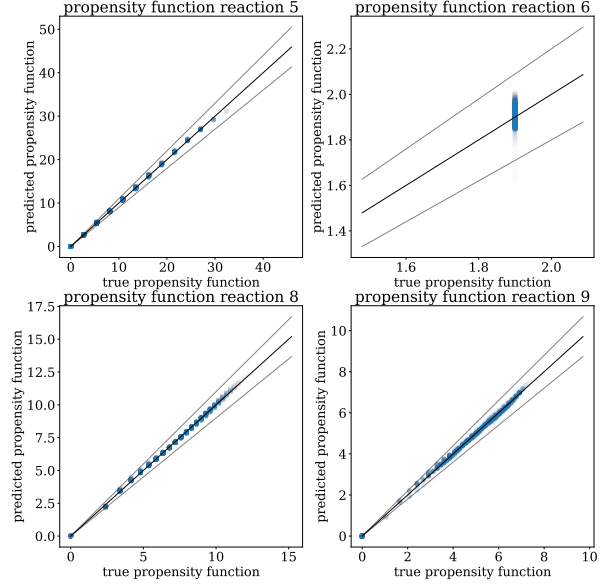 propensity function reaction 5
predicted propensity function
50
40
30
20
10
0
0 10 20 30 40
true propensity function
propensity function reaction 6
predicted propensity function
2.2
2.0
1.8
1.6
1.4
1.6 1.8 2.0
true propensity function
propensity function reaction 8
predicted propensity function
17.5
15.0
12.5
10.0
7.5
5.0
2.5
0.0
0 5 10 15
true propensity function
propensity function reaction 9
predicted propensity function
10
8
6
4
2
0
0 2 4 6 8 10
true propensity function